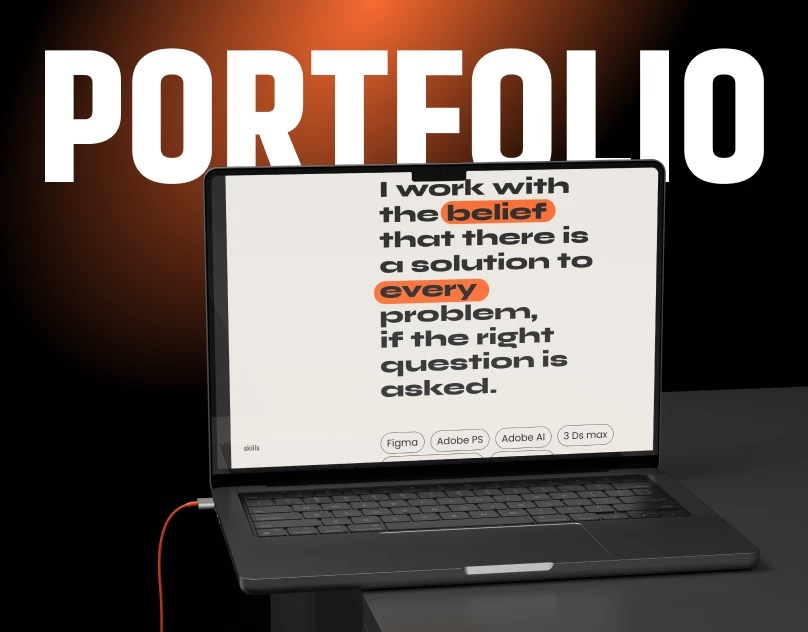 PORTFOLIO
I work with
the belief
that there is
a solution to
every
problem,
if the right
question is
asked.
skills
Figma Adobe PS Adobe AI 3 Ds max